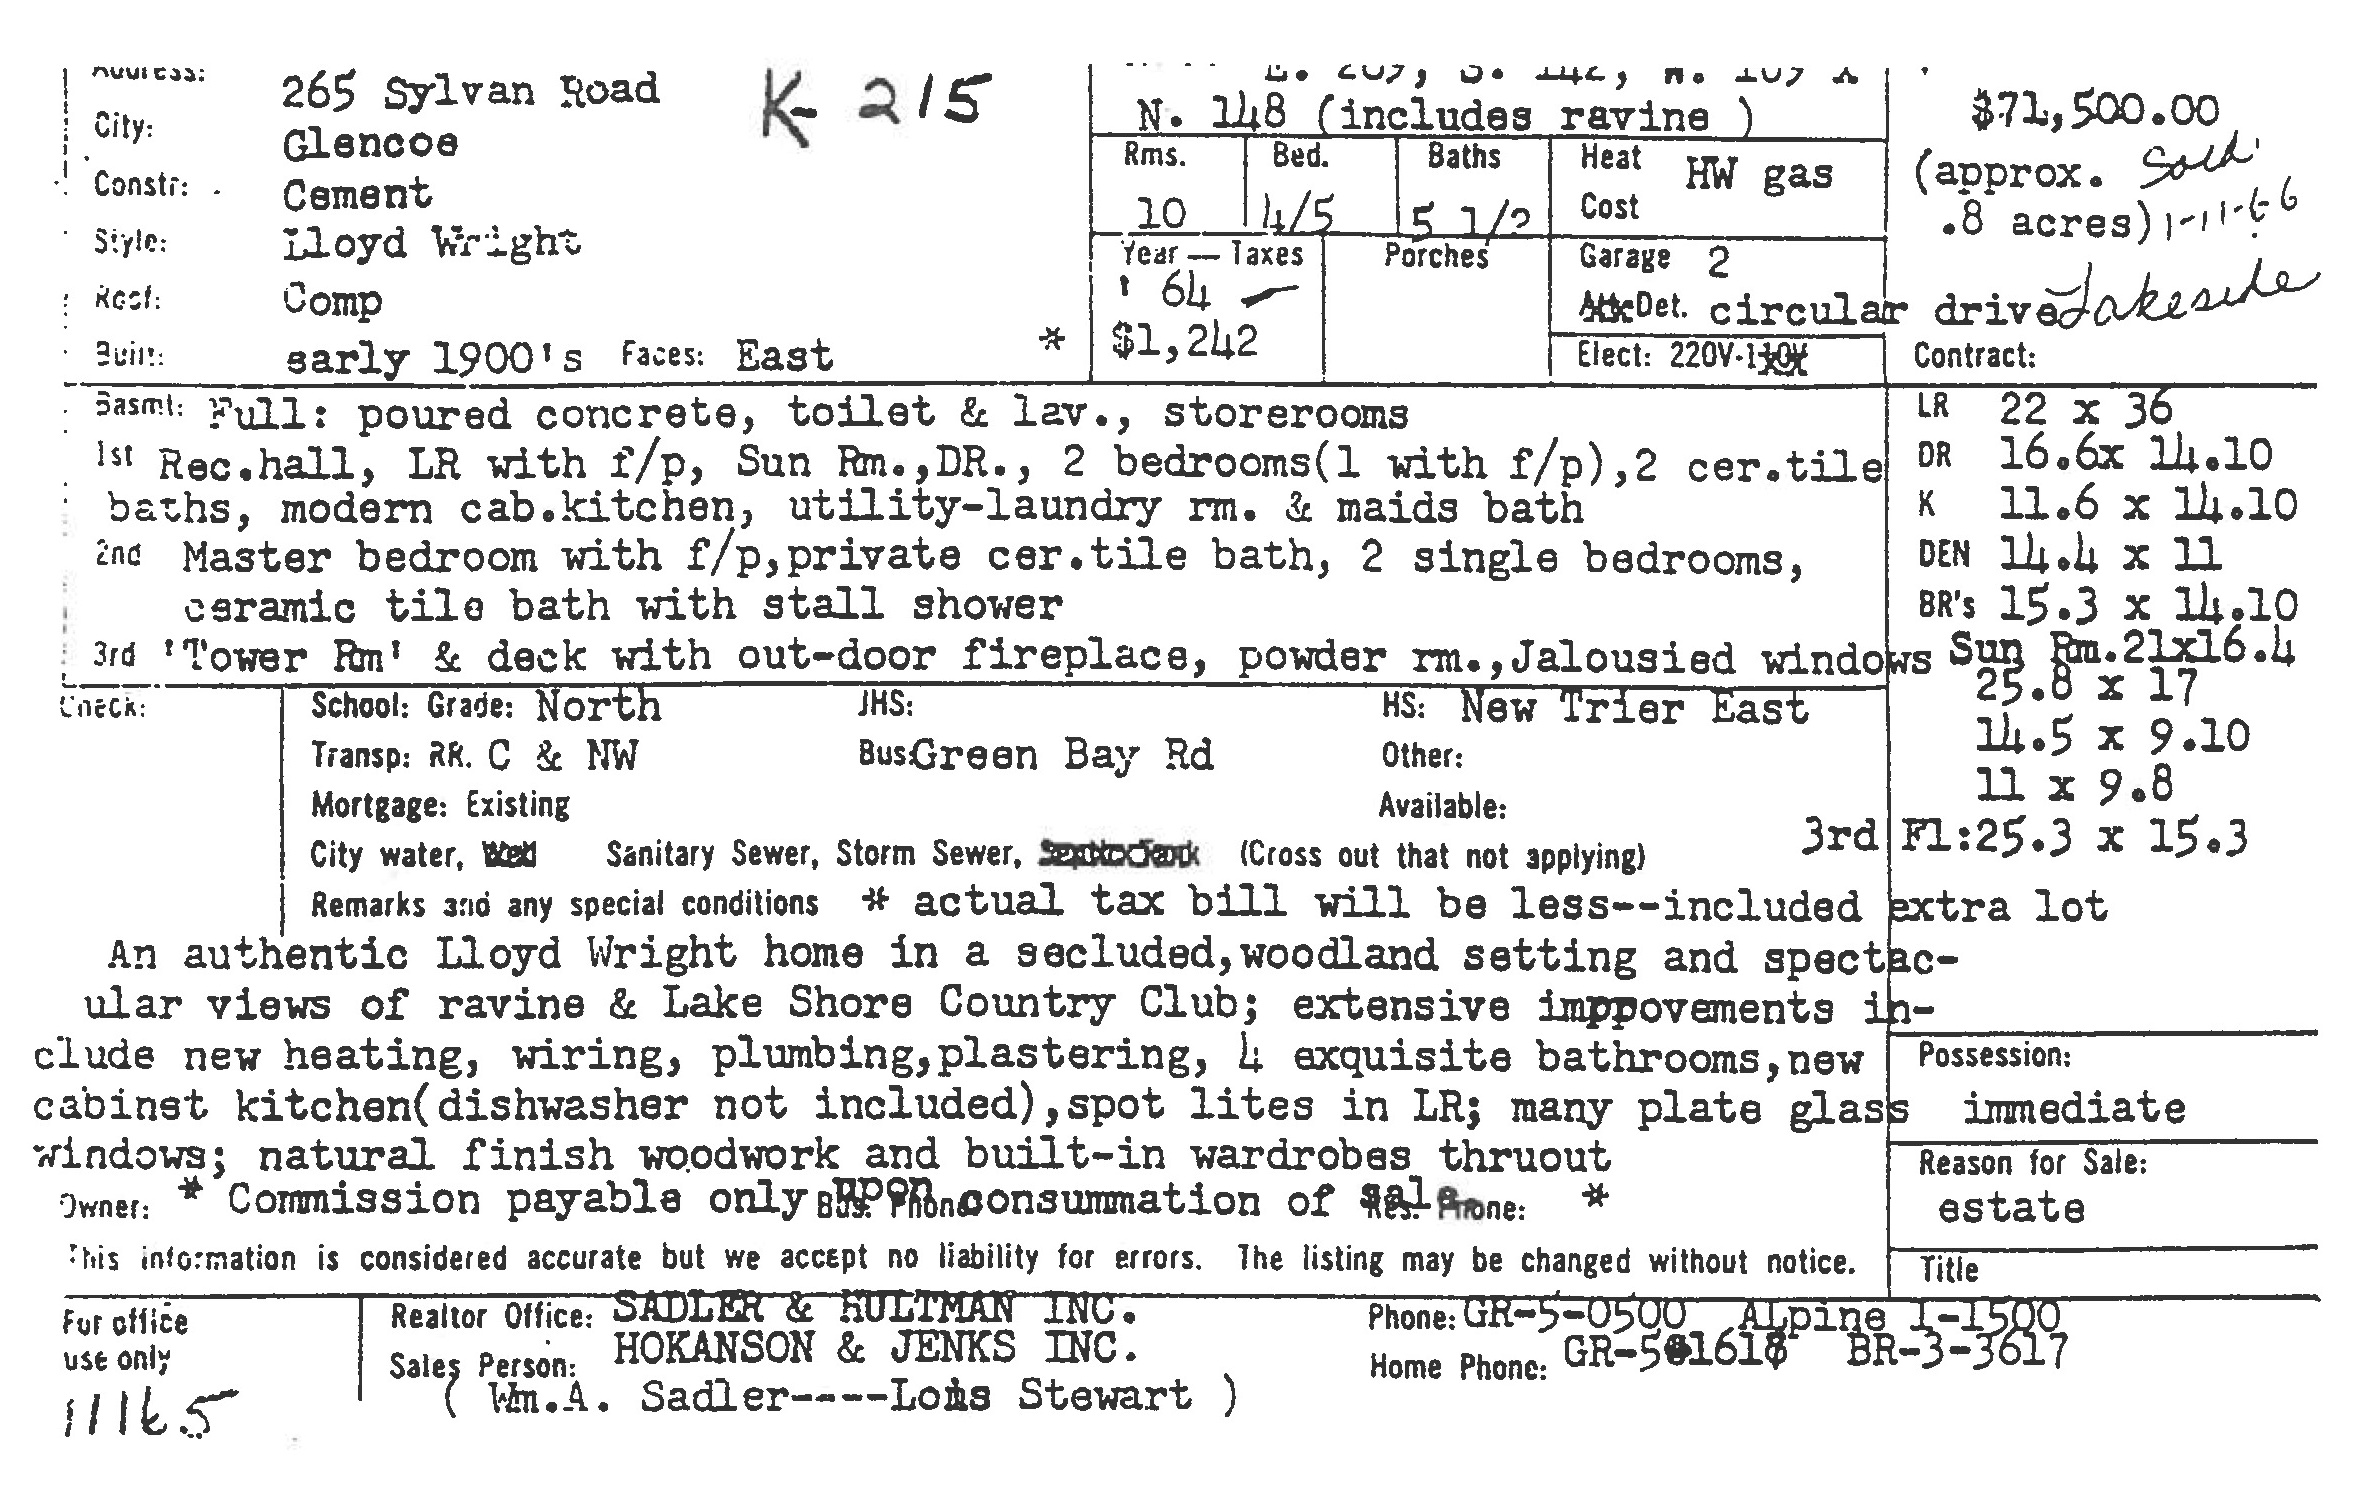 Address: 265 Sylvan Road K-215
City: Glencoe
Constr: Cement
Style: Lloyd Wright
Roof: Comp
Built: early 1900's Faces: East *
N. 148 (includes ravine )
Rms. 10
Bed. 4/5
Baths 5 1/2
Heat HW gas
Cost
Year — Taxes ' 64 $1,242
Porches
Garage 2
Det. circular drive Lakeside
Elect: 220V-110V
$71,500.00
(approx. Sold
.8 acres) 1-11-66
Contract:
Basmt: Full: poured concrete, toilet & lav., storerooms
1st Rec.hall, LR with f/p, Sun Rm.,DR., 2 bedrooms(1 with f/p),2 cer.tile
baths, modern cab.kitchen, utility-laundry rm. & maids bath
2nd Master bedroom with f/p,private cer.tile bath, 2 single bedrooms,
ceramic tile bath with stall shower
3rd 'Tower Rm' & deck with out-door fireplace, powder rm.,Jalousied windows
LR 22 x 36
DR 16.6x 14.10
K 11.6 x 14.10
DEN 14.4 x 11
BR's 15.3 x 14.10
Sun Rm.21x16.4
25.8 x 17
14.5 x 9.10
11 x 9.8
3rd Fl:25.3 x 15.3
Check:
School: Grade: North JHS: HS: New Trier East
Transp: RR. C & NW Bus:Green Bay Rd Other:
Mortgage: Existing Available:
City water, Well Sanitary Sewer, Storm Sewer, Septic Tank (Cross out that not applying)
Remarks and any special conditions * actual tax bill will be less--included extra lot
An authentic Lloyd Wright home in a secluded,woodland setting and spectac-
ular views of ravine & Lake Shore Country Club; extensive imppovements in-
clude new heating, wiring, plumbing,plastering, 4 exquisite bathrooms,new
cabinet kitchen(dishwasher not included),spot lites in LR; many plate glass
windows; natural finish woodwork and built-in wardrobes thruout
Possession:
immediate
Reason for Sale:
estate
Title
Owner: * Commission payable only upon consummation of sale *
Bus. Phone: Res. Phone:
This information is considered accurate but we accept no liability for errors. The listing may be changed without notice.
For office
use only
11165
Realtor Office: SADLER & HULTMAN INC. Phone: GR-5-0500 ALpine 1-1500
HOKANSON & JENKS INC.
Sales Person: Home Phone: BR-3-3617
( Wm.A. Sadler----Lois Stewart )